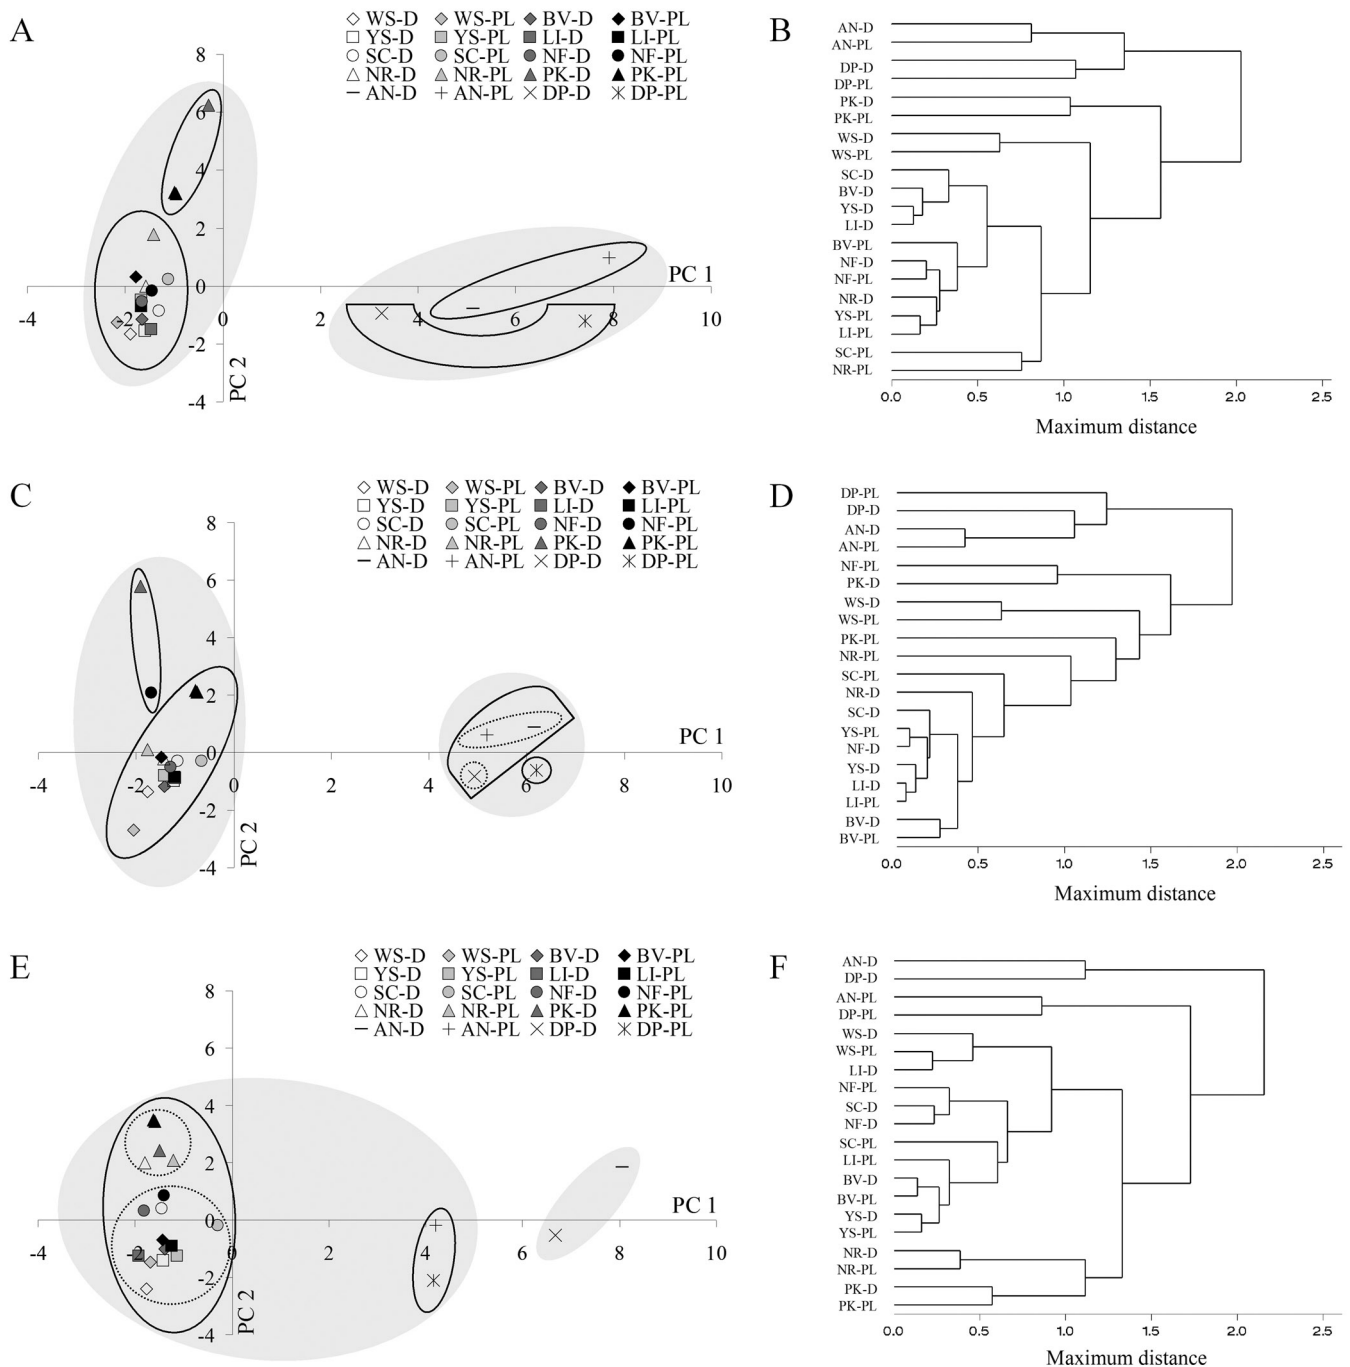 A
WS-D WS-PL BV-D BV-PL
YS-D YS-PL LI-D LI-PL
SC-D SC-PL NF-D NF-PL
NR-D NR-PL PK-D PK-PL
AN-D AN-PL DP-D DP-PL
8
6
4
2
0
-2
-4
-4 -2 0 2 4 6 8 10
PC 1
PC 2
B
AN-D
AN-PL
DP-D
DP-PL
PK-D
PK-PL
WS-D
WS-PL
SC-D
BV-D
YS-D
LI-D
BV-PL
NF-D
NF-PL
NR-D
YS-PL
LI-PL
SC-PL
NR-PL
0.0 0.5 1.0 1.5 2.0 2.5
Maximum distance
C
WS-D WS-PL BV-D BV-PL
YS-D YS-PL LI-D LI-PL
SC-D SC-PL NF-D NF-PL
NR-D NR-PL PK-D PK-PL
AN-D AN-PL DP-D DP-PL
8
6
4
2
0
-2
-4
-4 -2 0 2 4 6 8 10
PC 1
PC 2
D
DP-PL
DP-D
AN-D
AN-PL
NF-PL
PK-D
WS-D
WS-PL
PK-PL
NR-PL
SC-PL
NR-D
SC-D
YS-PL
NF-D
YS-D
LI-D
LI-PL
BV-D
BV-PL
0.0 0.5 1.0 1.5 2.0 2.5
Maximum distance
E
WS-D WS-PL BV-D BV-PL
YS-D YS-PL LI-D LI-PL
SC-D SC-PL NF-D NF-PL
NR-D NR-PL PK-D PK-PL
AN-D AN-PL DP-D DP-PL
8
6
4
2
0
-2
-4
-4 -2 0 2 4 6 8 10
PC 1
PC 2
F
AN-D
DP-D
AN-PL
DP-PL
WS-D
WS-PL
LI-D
NF-PL
SC-D
NF-D
SC-PL
LI-PL
BV-D
BV-PL
YS-D
YS-PL
NR-D
NR-PL
PK-D
PK-PL
0.0 0.5 1.0 1.5 2.0 2.5
Maximum distance